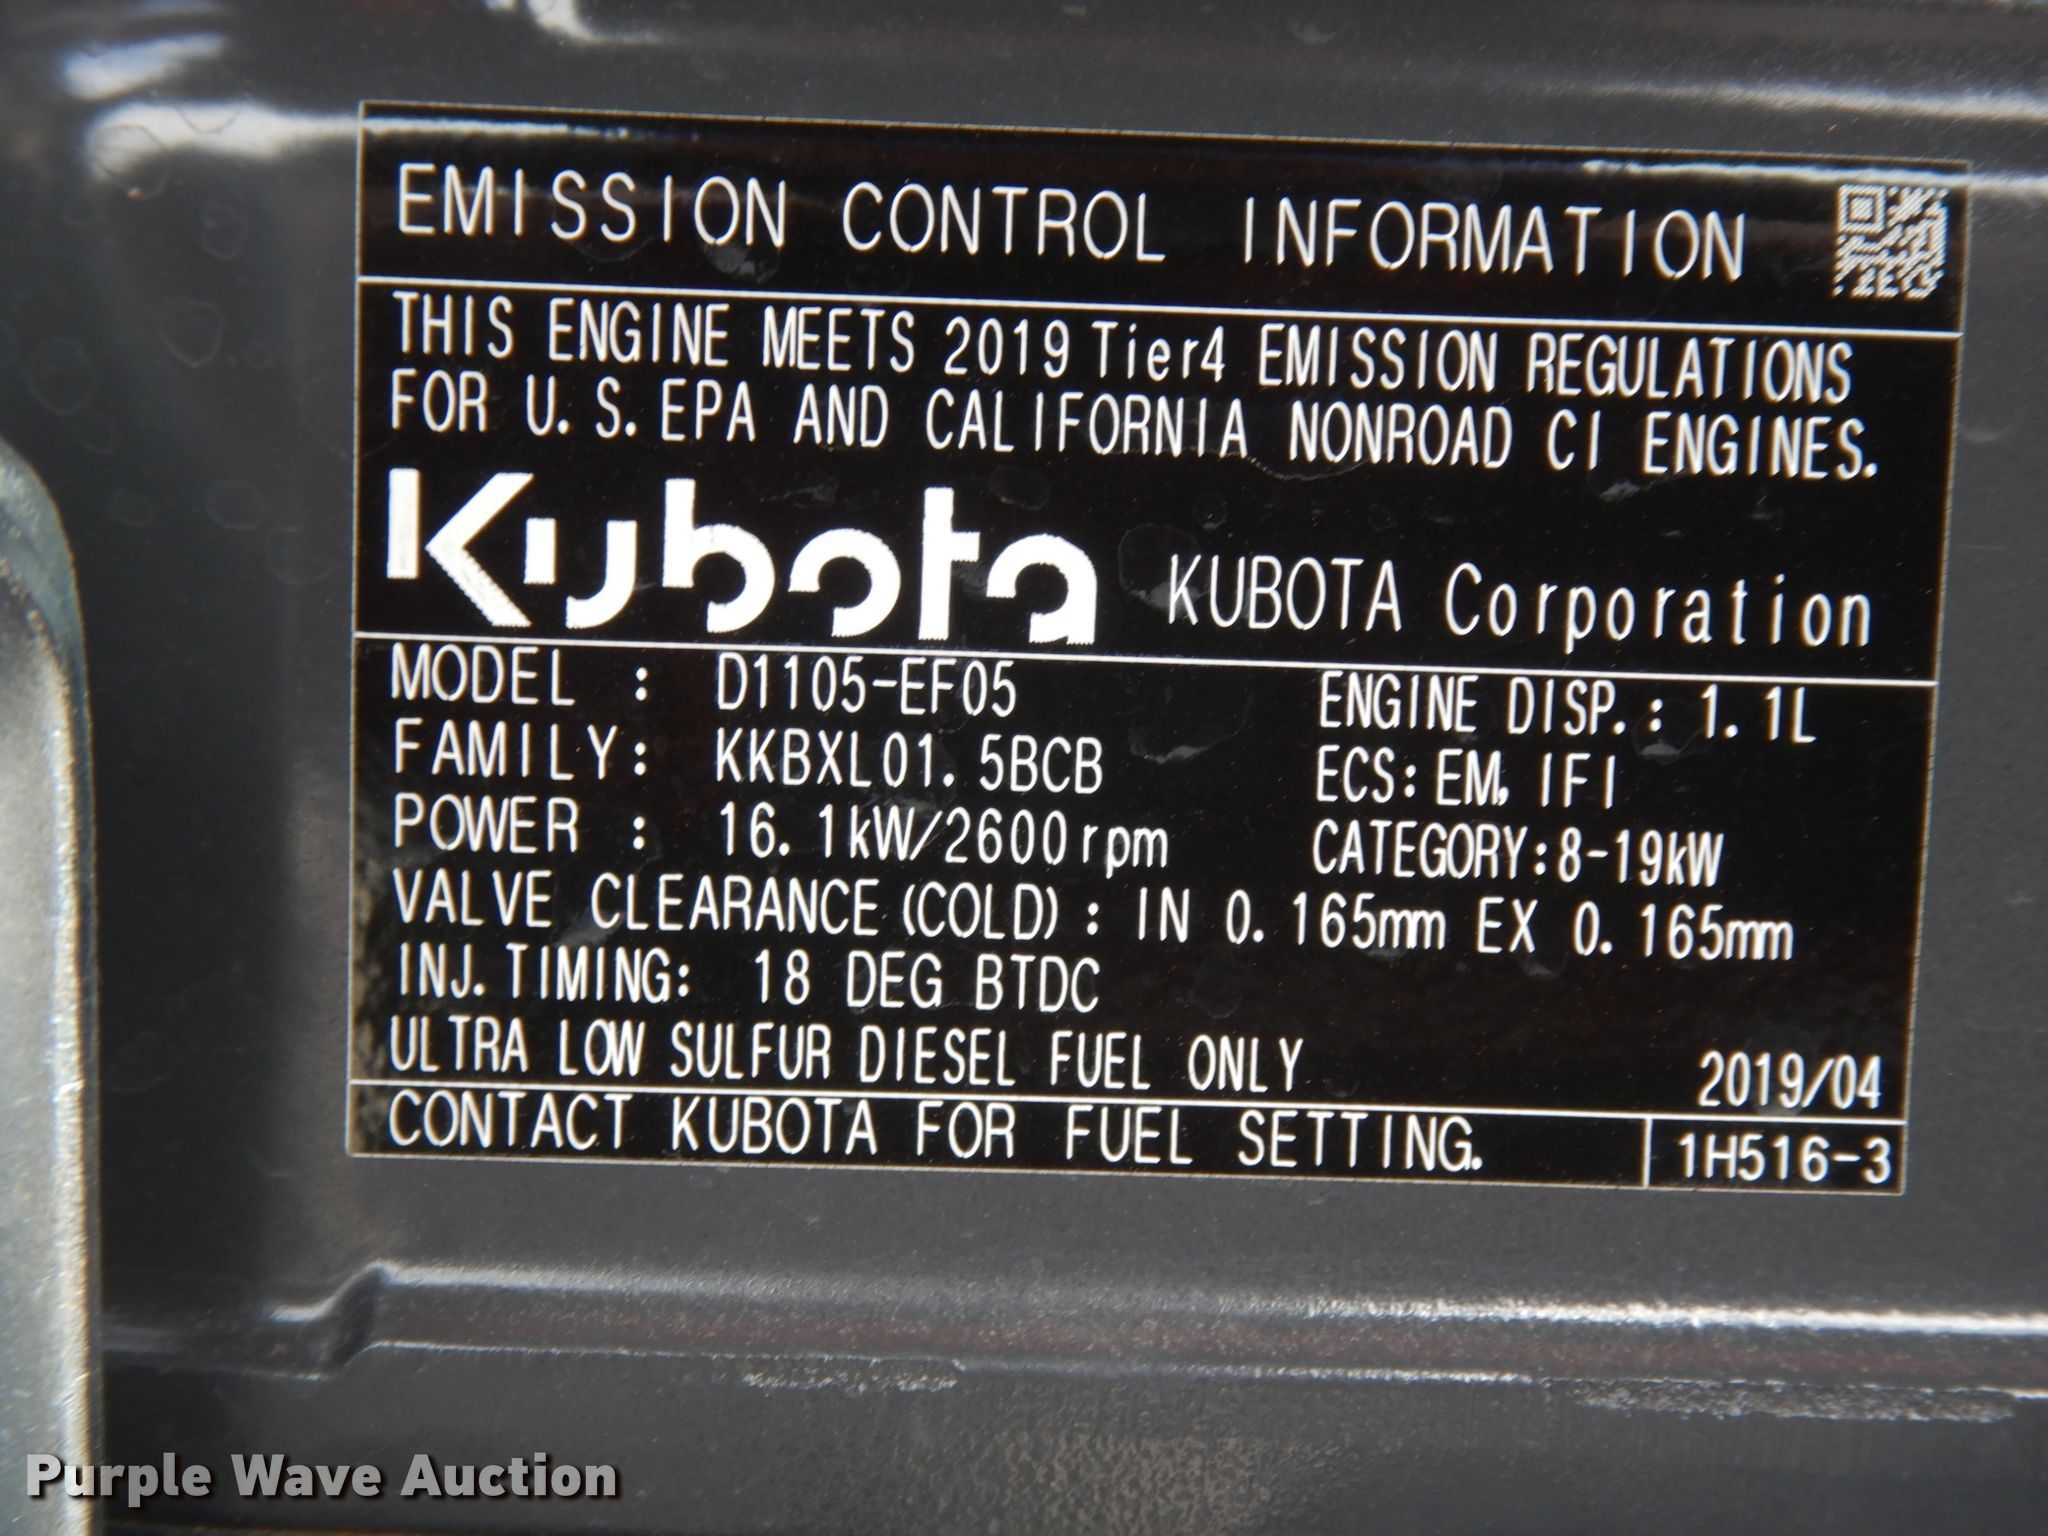 EMISSION CONTROL INFORMATION
THIS ENGINE MEETS 2019 Tier4 EMISSION REGULATIONS
FOR U.S. EPA AND CALIFORNIA NONROAD CI ENGINES.
Kubota KUBOTA Corporation
MODEL : D1105-EF05 ENGINE DISP.: 1.1L
FAMILY: KKBXL01.5BCB ECS: EM, IFI
POWER : 16.1kW/2600rpm CATEGORY:8-19kW
VALVE CLEARANCE (COLD) : IN 0.165mm EX 0.165mm
INJ. TIMING: 18 DEG BTDC
ULTRA LOW SULFUR DIESEL FUEL ONLY 2019/04
CONTACT KUBOTA FOR FUEL SETTING. 1H516-3
Purple Wave Auction